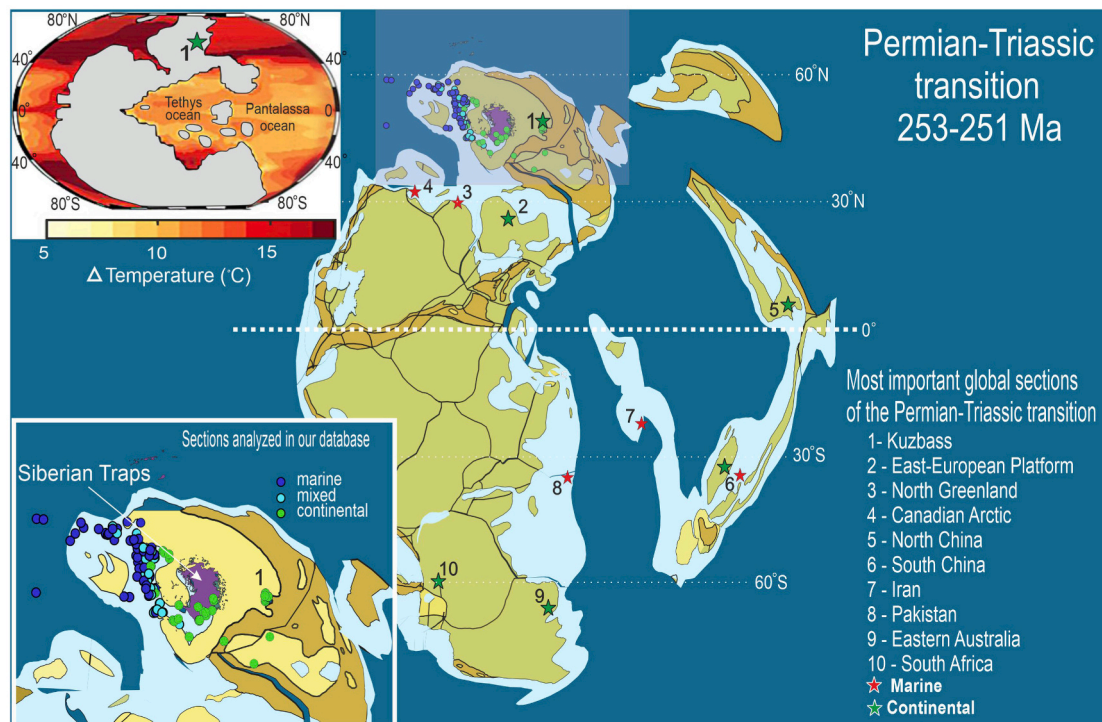 80˚N
80˚N
40˚
40˚
1
Tethys
ocean
Pantalassa
ocean
0˚
0˚
40˚
40˚
80˚S
80˚S
5
10
15
Δ Temperature (˚C)
Permian-Triassic
transition
253-251 Ma
60˚N
1
4
3
2
30˚N
5
0˚
7
30˚S
6
8
10
60˚S
9
Most important global sections
of the Permian-Triassic transition
1- Kuzbass
2 - East-European Platform
3 - North Greenland
4 - Canadian Arctic
5 - North China
6 - South China
7 - Iran
8 - Pakistan
9 - Eastern Australia
10 - South Africa
Marine
Continental
Sections analyzed in our database
Siberian Traps
marine
mixed
continental
1